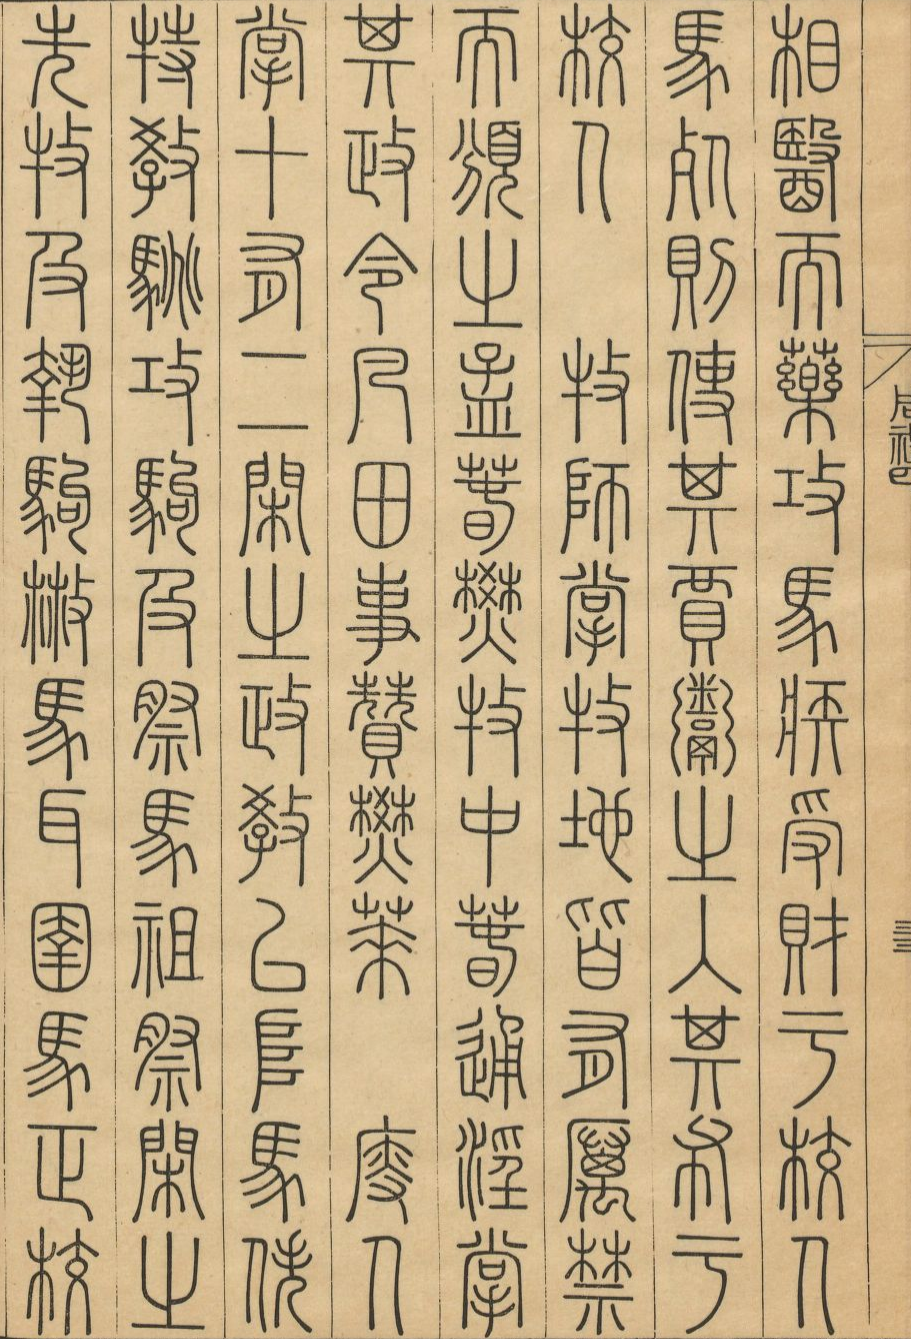 相醫而藥攻馬疾受財于校人
馬死則使其賈鬻之入其布于
校人　牧師掌牧地皆有厲禁
而頒之孟春焚牧中春通淫掌
其政令凡田事贊焚萊　廋人
掌十有二閑之政教以阜馬佚
特教駣攻駒及祭馬祖祭閑之
先牧及執駒散馬耳圉馬正校